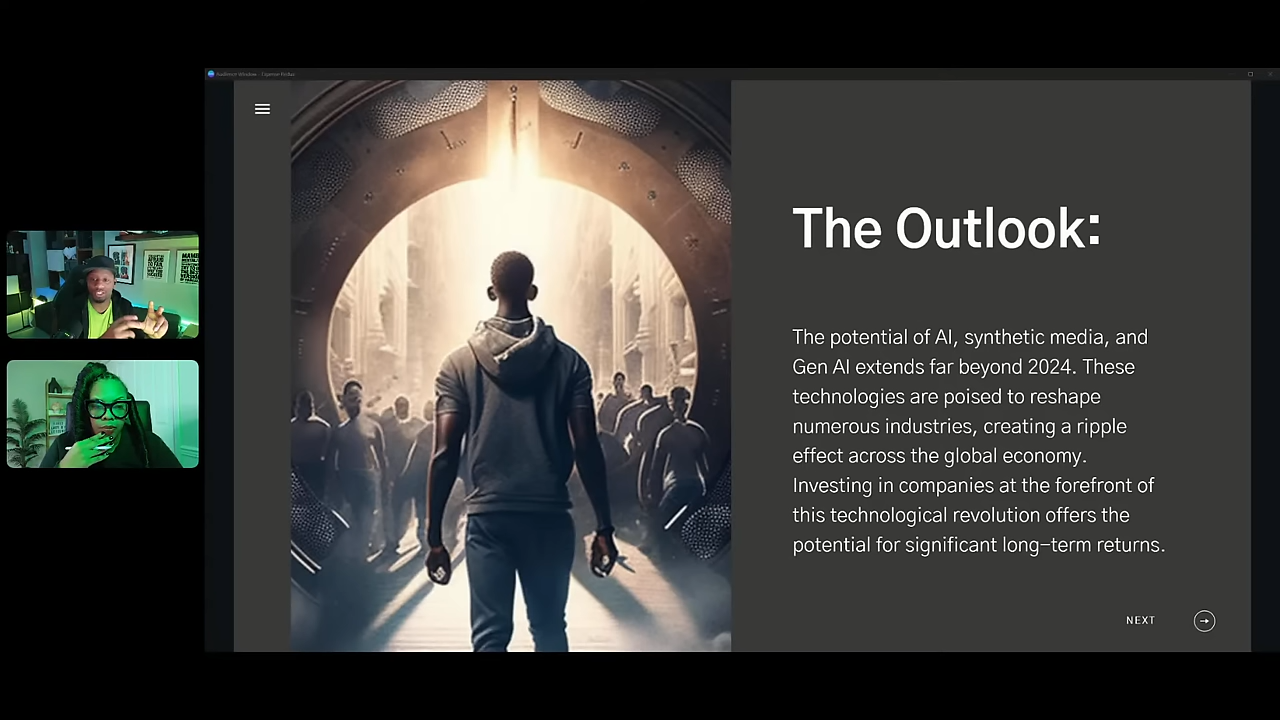 The Outlook:
The potential of AI, synthetic media, and
Gen AI extends far beyond 2024. These
technologies are poised to reshape
numerous industries, creating a ripple
effect across the global economy.
Investing in companies at the forefront of
this technological revolution offers the
potential for significant long-term returns.
NEXT